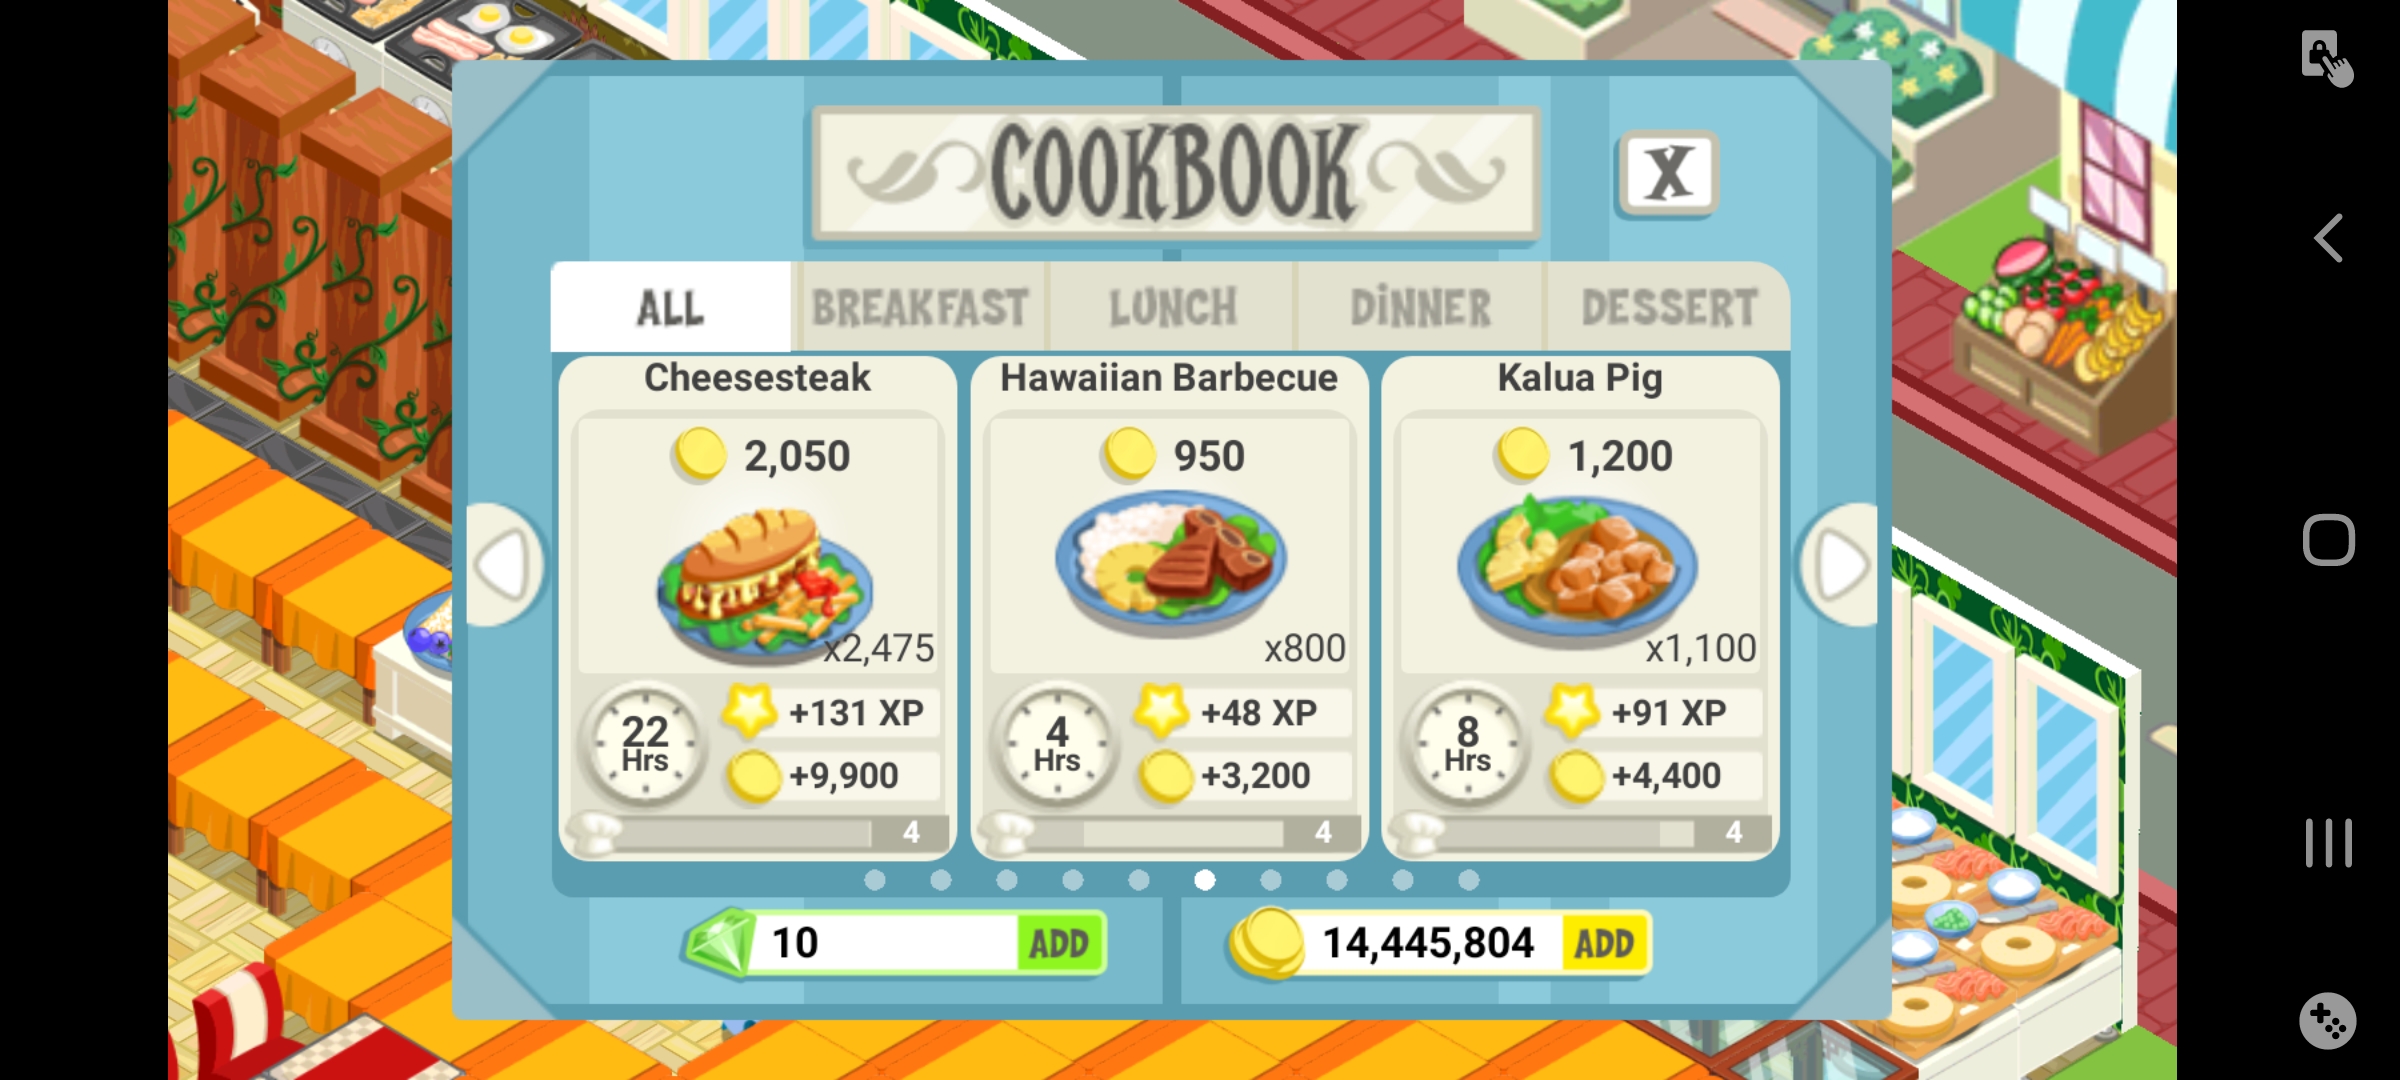 COOKBOOK
X
ALL BREAKFAST LUNCH DINNER DESSERT
Cheesesteak
2,050
x2,475
22
Hrs
+131 XP
+9,900
4
Hawaiian Barbecue
950
x800
4
Hrs
+48 XP
+3,200
4
Kalua Pig
1,200
x1,100
8
Hrs
+91 XP
+4,400
4
10 ADD
14,445,804 ADD